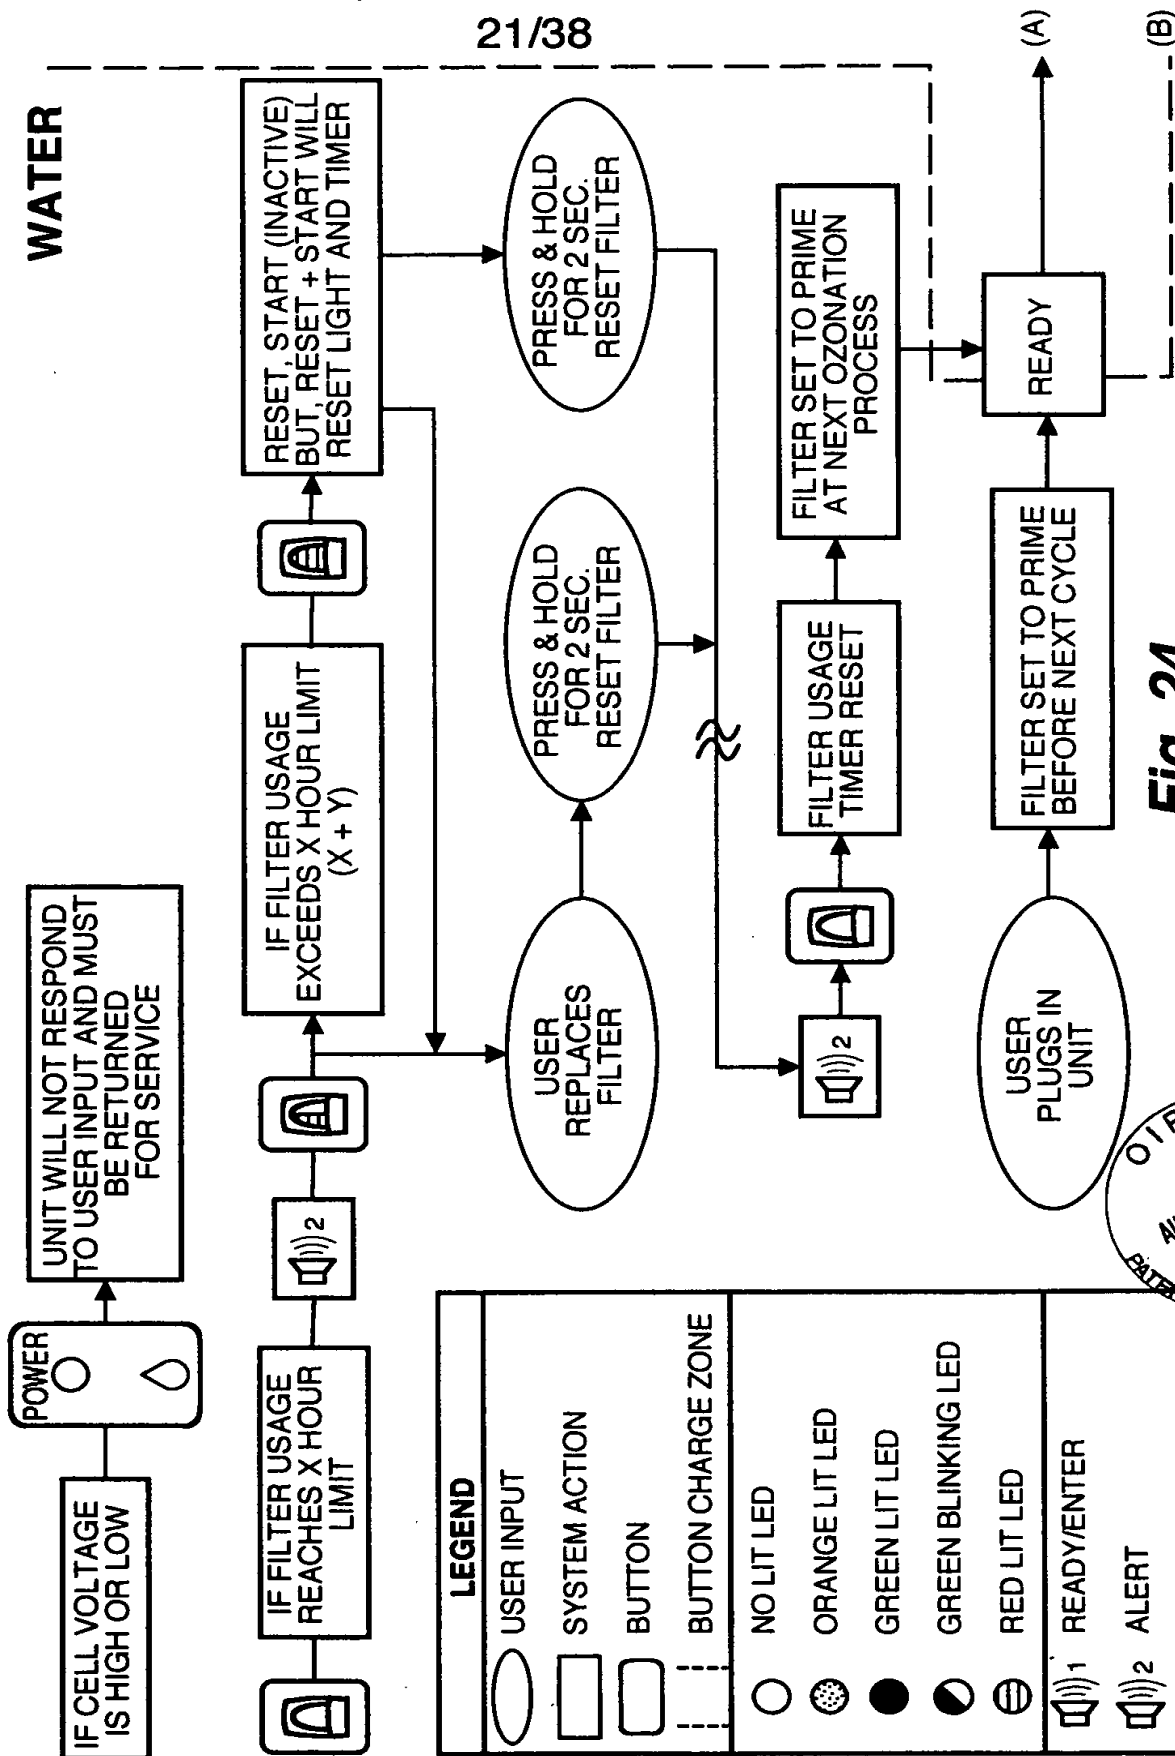 21/38
WATER
IF CELL VOLTAGE
IS HIGH OR LOW
POWER
UNIT WILL NOT RESPOND
TO USER INPUT AND MUST
BE RETURNED
FOR SERVICE
IF FILTER USAGE
REACHES X HOUR
LIMIT
2
IF FILTER USAGE
EXCEEDS X HOUR LIMIT
(X + Y)
RESET, START (INACTIVE)
BUT, RESET + START WILL
RESET LIGHT AND TIMER
USER
REPLACES
FILTER
PRESS & HOLD
FOR 2 SEC.
RESET FILTER
PRESS & HOLD
FOR 2 SEC.
RESET FILTER
2
FILTER USAGE
TIMER RESET
FILTER SET TO PRIME
AT NEXT OZONATION
PROCESS
USER
PLUGS IN
UNIT
FILTER SET TO PRIME
BEFORE NEXT CYCLE
READY
(A)
(B)
LEGEND
USER INPUT
SYSTEM ACTION
BUTTON
BUTTON CHARGE ZONE
NO LIT LED
ORANGE LIT LED
GREEN LIT LED
GREEN BLINKING LED
RED LIT LED
1 READY/ENTER
2 ALERT
Fig. 24